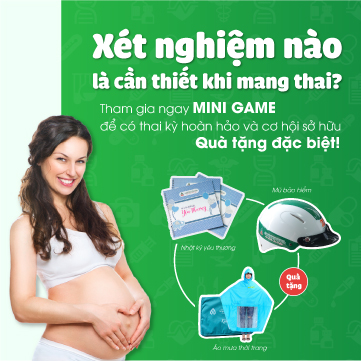 Xét nghiệm nào
là cần thiết khi mang thai?
Tham gia ngay MINI GAME
để có thai kỳ hoàn hảo và cơ hội sở hữu
Quà tặng đặc biệt!
Nhật ký yêu thương
Mũ bảo hiểm
Quà
tặng
Áo mưa thời trang